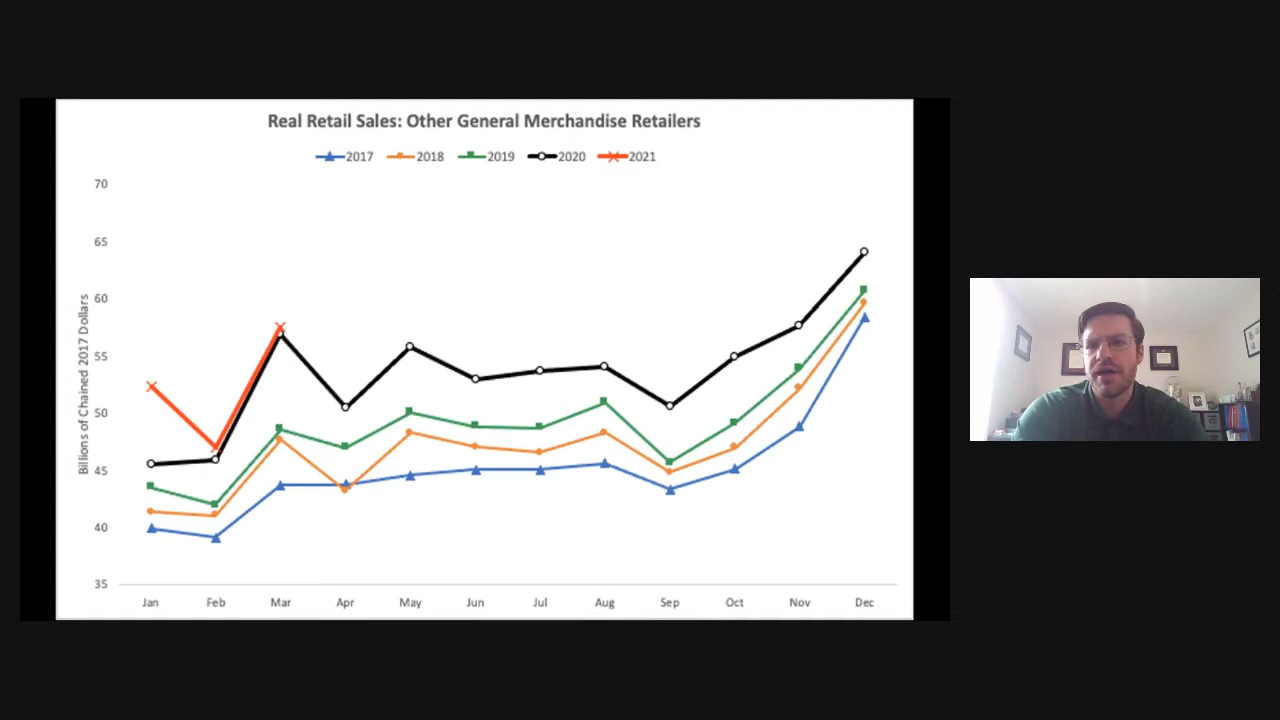 Real Retail Sales: Other General Merchandise Retailers
2017 2018 2019 2020 2021
Billions of Chained 2017 Dollars
70
65
60
55
50
45
40
35
Jan Feb Mar Apr May Jun Jul Aug Sep Oct Nov Dec